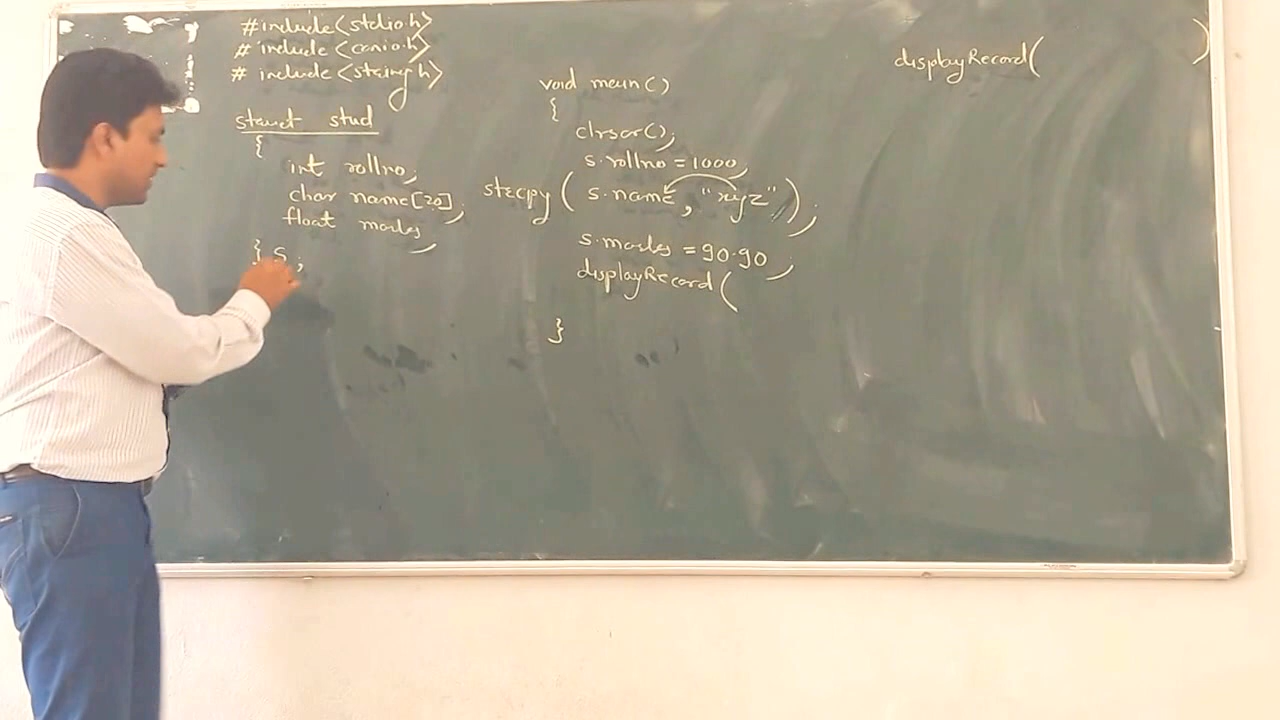 #include<stdio.h>
# include<conio.h>
# include<string.h>
struct stud
{
int rollno;
char name[20];
float marks;
} s;
void main()
{
clrscr();
s.rollno = 1000;
strcpy( s.name, "xyz");
s.marks = 90.90;
displayRecord(
}
displayRecord( )